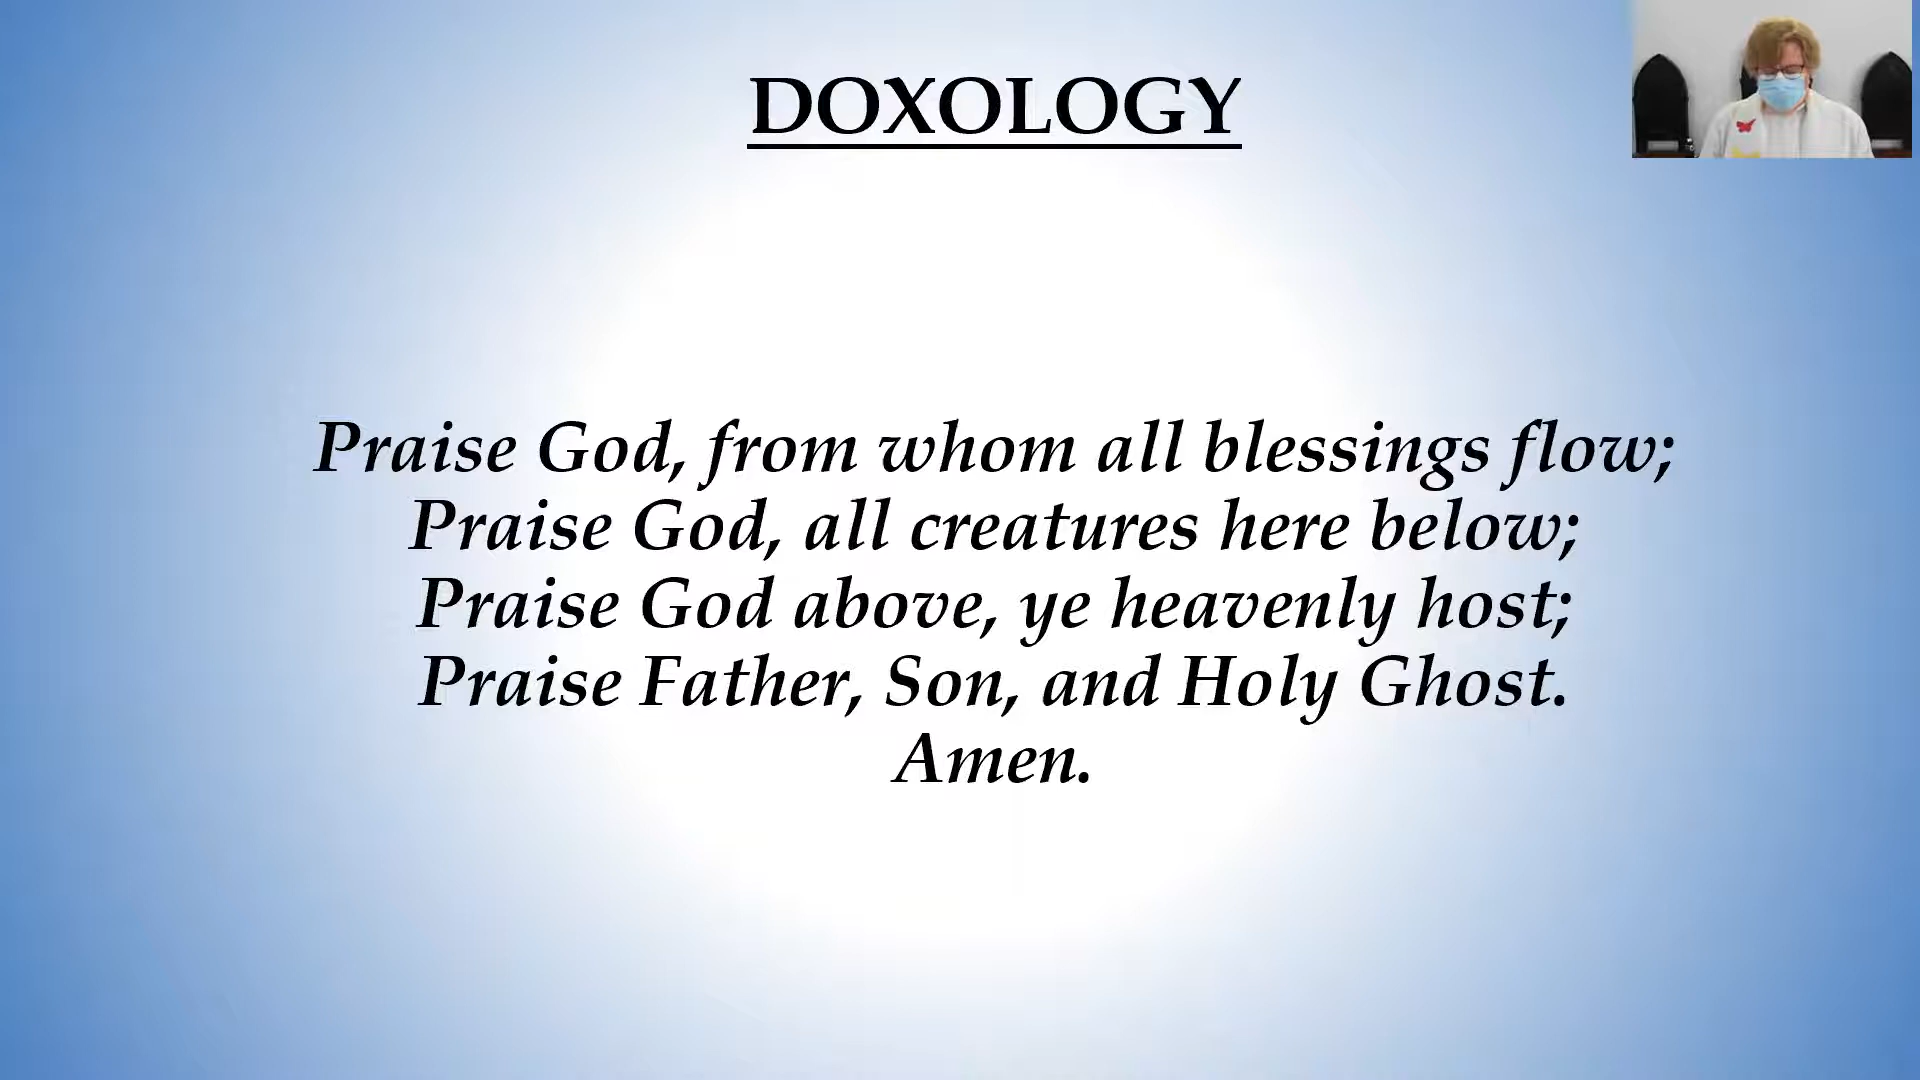 DOXOLOGY
Praise God, from whom all blessings flow;
Praise God, all creatures here below;
Praise God above, ye heavenly host;
Praise Father, Son, and Holy Ghost.
Amen.